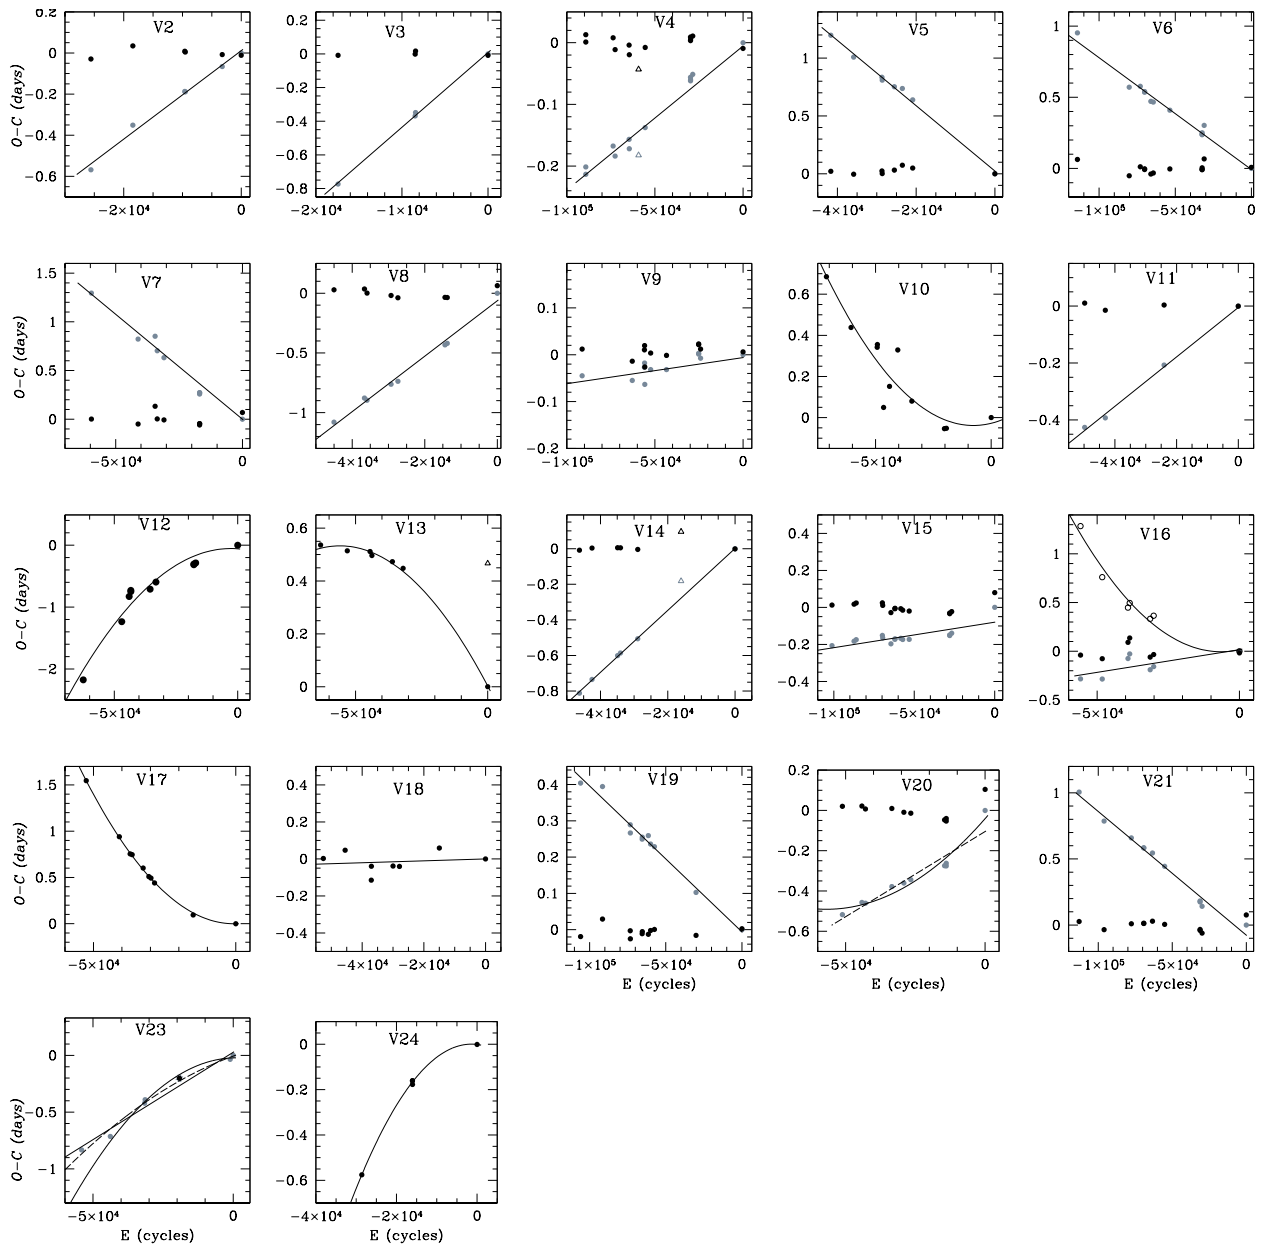 V2
O−C (days)
0.2
0
−0.2
−0.4
−0.6
−2×10⁴ 0
V3
0.2
0
−0.2
−0.4
−0.6
−0.8
−2×10⁴ −1×10⁴ 0
V4
0
−0.1
−0.2
−1×10⁵ −5×10⁴ 0
V5
1
0.5
0
−4×10⁴ −2×10⁴ 0
V6
1
0.5
0
−1×10⁵ −5×10⁴ 0
V7
O−C (days)
1.5
1
0.5
0
−5×10⁴ 0
V8
0
−0.5
−1
−4×10⁴ −2×10⁴ 0
V9
0.1
0
−0.1
−0.2
−1×10⁵ −5×10⁴ 0
V10
0.6
0.4
0.2
0
−5×10⁴ 0
V11
0
−0.2
−0.4
−4×10⁴ −2×10⁴ 0
V12
O−C (days)
0
−1
−2
−5×10⁴ 0
V13
0.6
0.4
0.2
0
−5×10⁴ 0
V14
0
−0.2
−0.4
−0.6
−0.8
−4×10⁴ −2×10⁴ 0
V15
0.4
0.2
0
−0.2
−0.4
−1×10⁵ −5×10⁴ 0
V16
1
0.5
0
−0.5
−5×10⁴ 0
V17
O−C (days)
1.5
1
0.5
0
−5×10⁴ 0
V18
0.4
0.2
0
−0.2
−0.4
−4×10⁴ −2×10⁴ 0
V19
0.4
0.3
0.2
0.1
0
−1×10⁵ −5×10⁴ 0
E (cycles)
V20
0.2
0
−0.2
−0.4
−0.6
−5×10⁴ 0
E (cycles)
V21
1
0.5
0
−1×10⁵ −5×10⁴ 0
E (cycles)
V23
O−C (days)
0
−0.5
−1
−5×10⁴ 0
E (cycles)
V24
0
−0.2
−0.4
−0.6
−4×10⁴ −2×10⁴ 0
E (cycles)